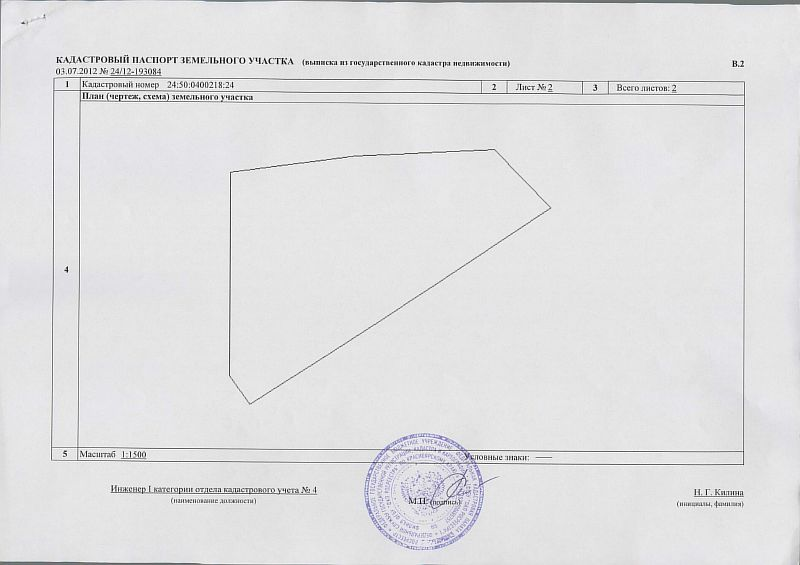 КАДАСТРОВЫЙ ПАСПОРТ ЗЕМЕЛЬНОГО УЧАСТКА (выписка из государственного кадастра недвижимости) В.2
03.07.2012 № 24/12-193084
1 Кадастровый номер 24:50:0400218:24 2 Лист № 2 3 Всего листов: 2
План (чертеж, схема) земельного участка
4
5 Масштаб 1:1500 Условные знаки:
Инженер I категории отдела кадастрового учета № 4 М.П. (подпись) Н. Г. Килина
(наименование должности) (инициалы, фамилия)